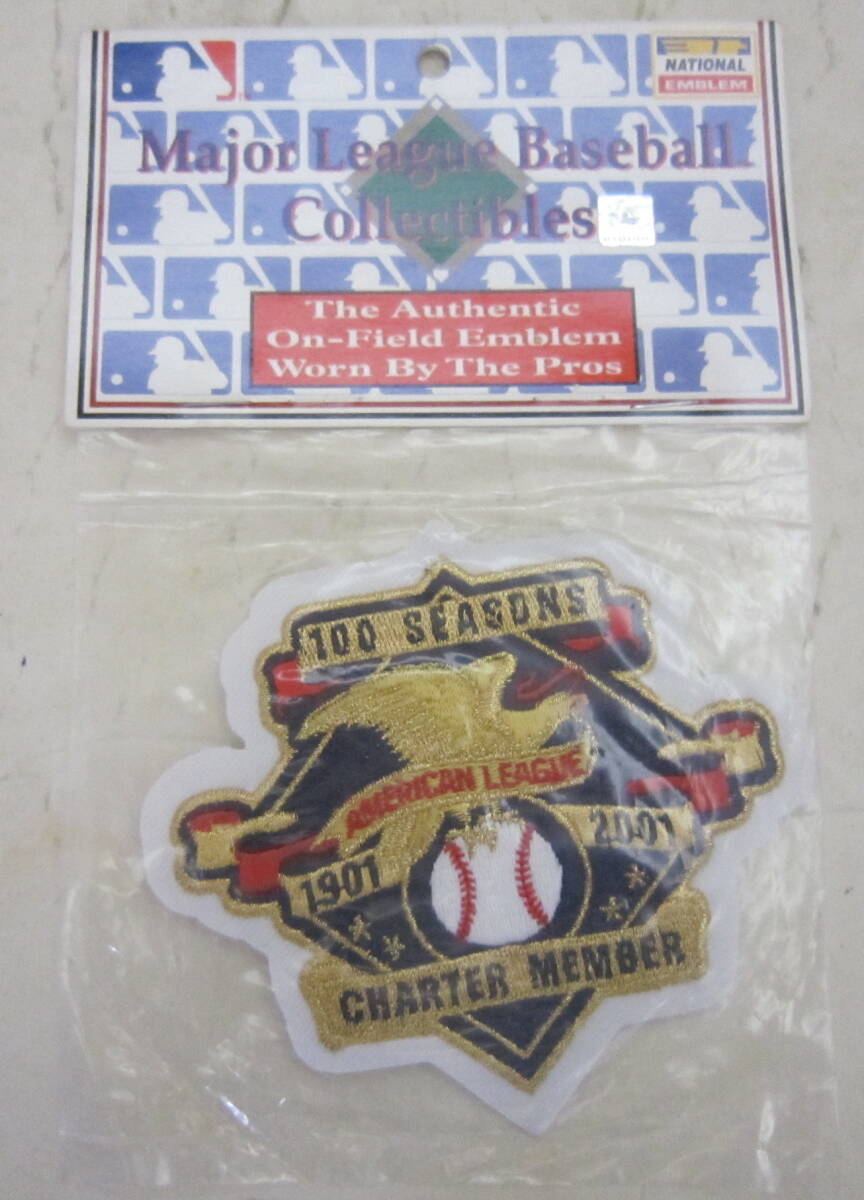 NATIONAL
EMBLEM
Major League Baseball
Collectibles
The Authentic
On-Field Emblem
Worn By The Pros
100 SEASONS
AMERICAN LEAGUE
1901
2001
CHARTER MEMBER